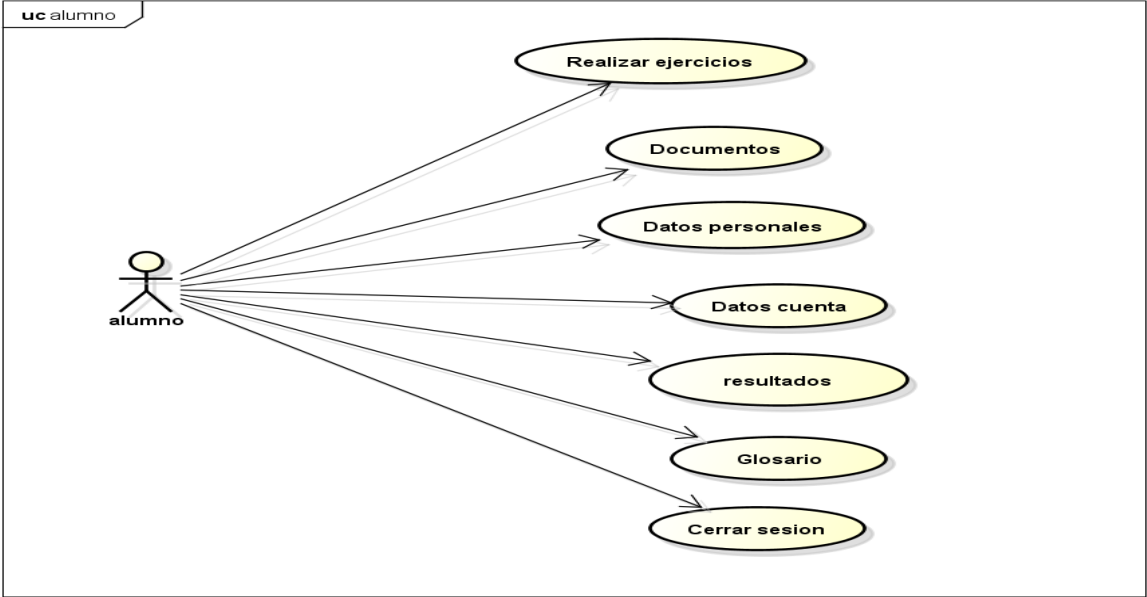 uc alumno
Realizar ejercicios
Documentos
Datos personales
alumno
Datos cuenta
resultados
Glosario
Cerrar sesion